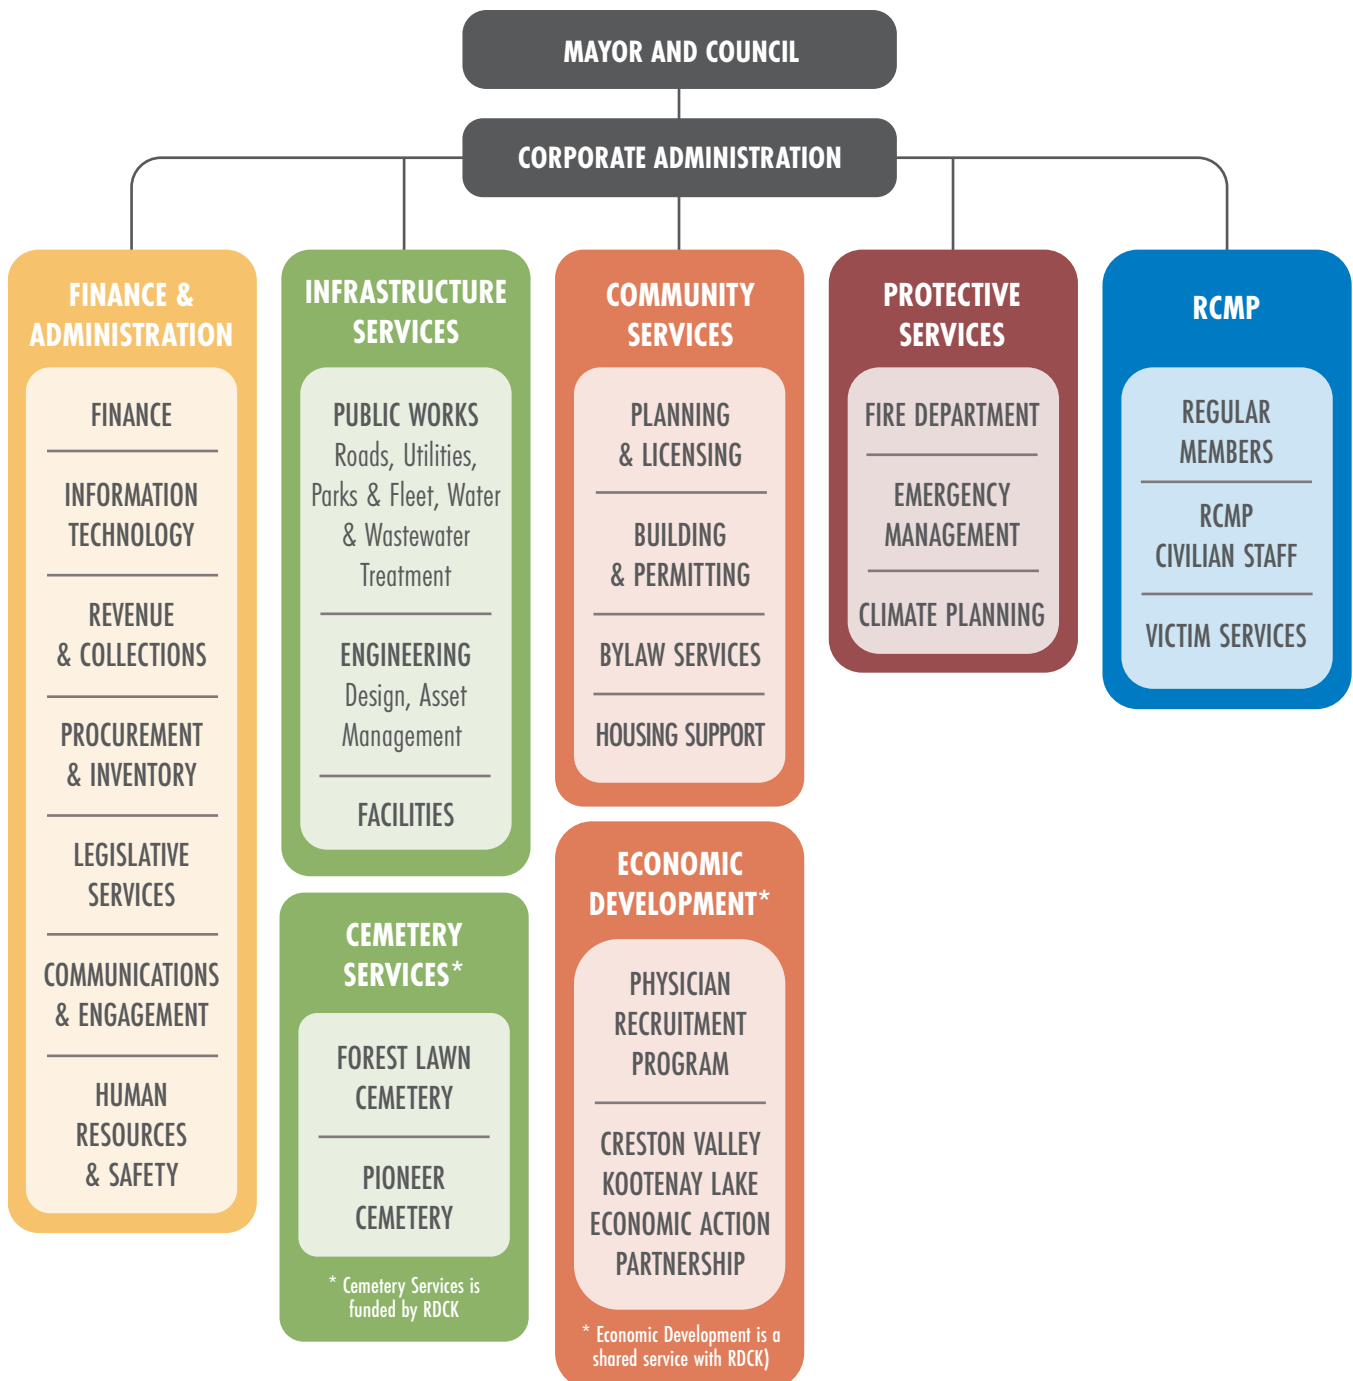 MAYOR AND COUNCIL
CORPORATE ADMINISTRATION
FINANCE &
ADMINISTRATION
FINANCE
INFORMATION
TECHNOLOGY
REVENUE
& COLLECTIONS
PROCUREMENT
& INVENTORY
LEGISLATIVE
SERVICES
COMMUNICATIONS
& ENGAGEMENT
HUMAN
RESOURCES
& SAFETY
INFRASTRUCTURE
SERVICES
PUBLIC WORKS
Roads, Utilities,
Parks & Fleet, Water
& Wastewater
Treatment
ENGINEERING
Design, Asset
Management
FACILITIES
CEMETERY
SERVICES*
FOREST LAWN
CEMETERY
PIONEER
CEMETERY
* Cemetery Services is
funded by RDCK
COMMUNITY
SERVICES
PLANNING
& LICENSING
BUILDING
& PERMITTING
BYLAW SERVICES
HOUSING SUPPORT
ECONOMIC
DEVELOPMENT*
PHYSICIAN
RECRUITMENT
PROGRAM
CRESTON VALLEY
KOOTENAY LAKE
ECONOMIC ACTION
PARTNERSHIP
* Economic Development is a
shared service with RDCK)
PROTECTIVE
SERVICES
FIRE DEPARTMENT
EMERGENCY
MANAGEMENT
CLIMATE PLANNING
RCMP
REGULAR
MEMBERS
RCMP
CIVILIAN STAFF
VICTIM SERVICES